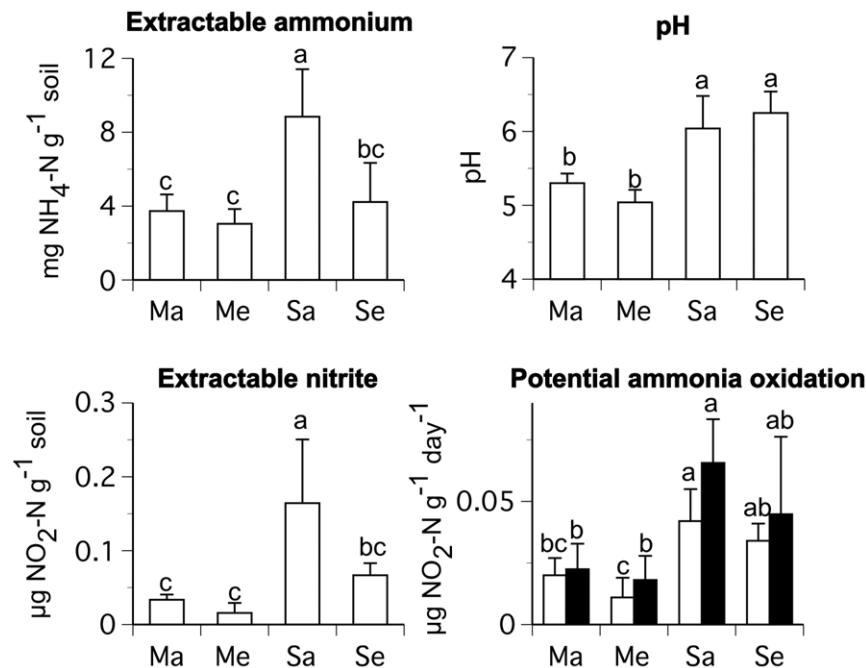 Extractable ammonium
mg NH4-N g-1 soil
12
8
4
0
a
c
c
bc
Ma Me Sa Se
pH
pH
7
6
5
4
b
b
a
a
Ma Me Sa Se
Extractable nitrite
µg NO2-N g-1 soil
0.3
0.2
0.1
0
c
c
a
bc
Ma Me Sa Se
Potential ammonia oxidation
µg NO2-N g-1 day-1
0.05
0
bc b
c b
a a
ab ab
Ma Me Sa Se